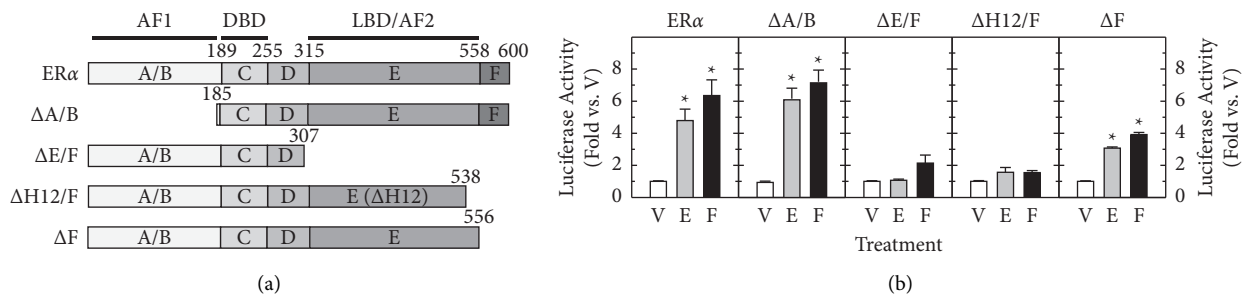 AF1 DBD LBD/AF2
189 255 315 558 600
ERα A/B C D E F
185
ΔA/B C D E F
307
ΔE/F A/B C D
538
ΔH12/F A/B C D E (ΔH12)
556
ΔF A/B C D E
(a)
ERα ΔA/B ΔE/F ΔH12/F ΔF
Luciferase Activity
(Fold vs. V)
8 8
6 6
4 4
2 2
0 0
* * * * * *
V E F V E F V E F V E F V E F
Treatment
Luciferase Activity
(Fold vs. V)
(b)